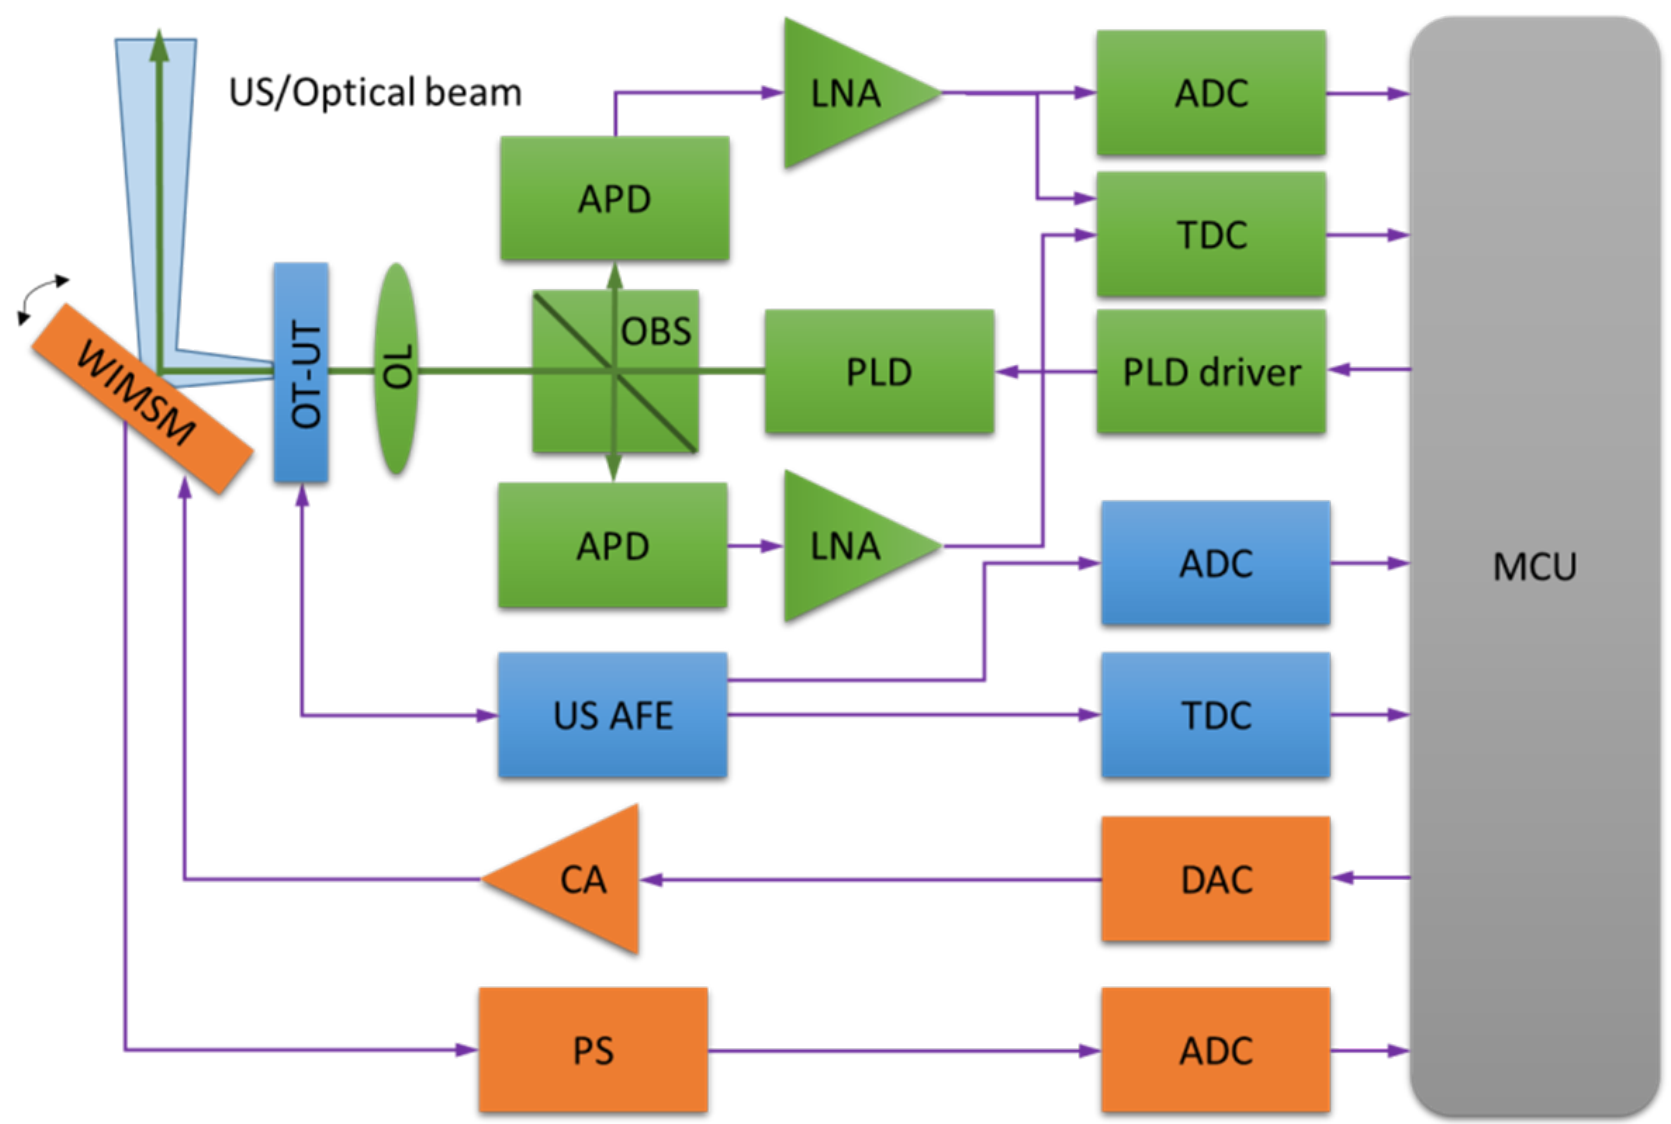 US/Optical beam
LNA
ADC
APD
TDC
OBS
WIMSM
OT-UT
OL
PLD
PLD driver
APD
LNA
ADC
MCU
US AFE
TDC
CA
DAC
PS
ADC